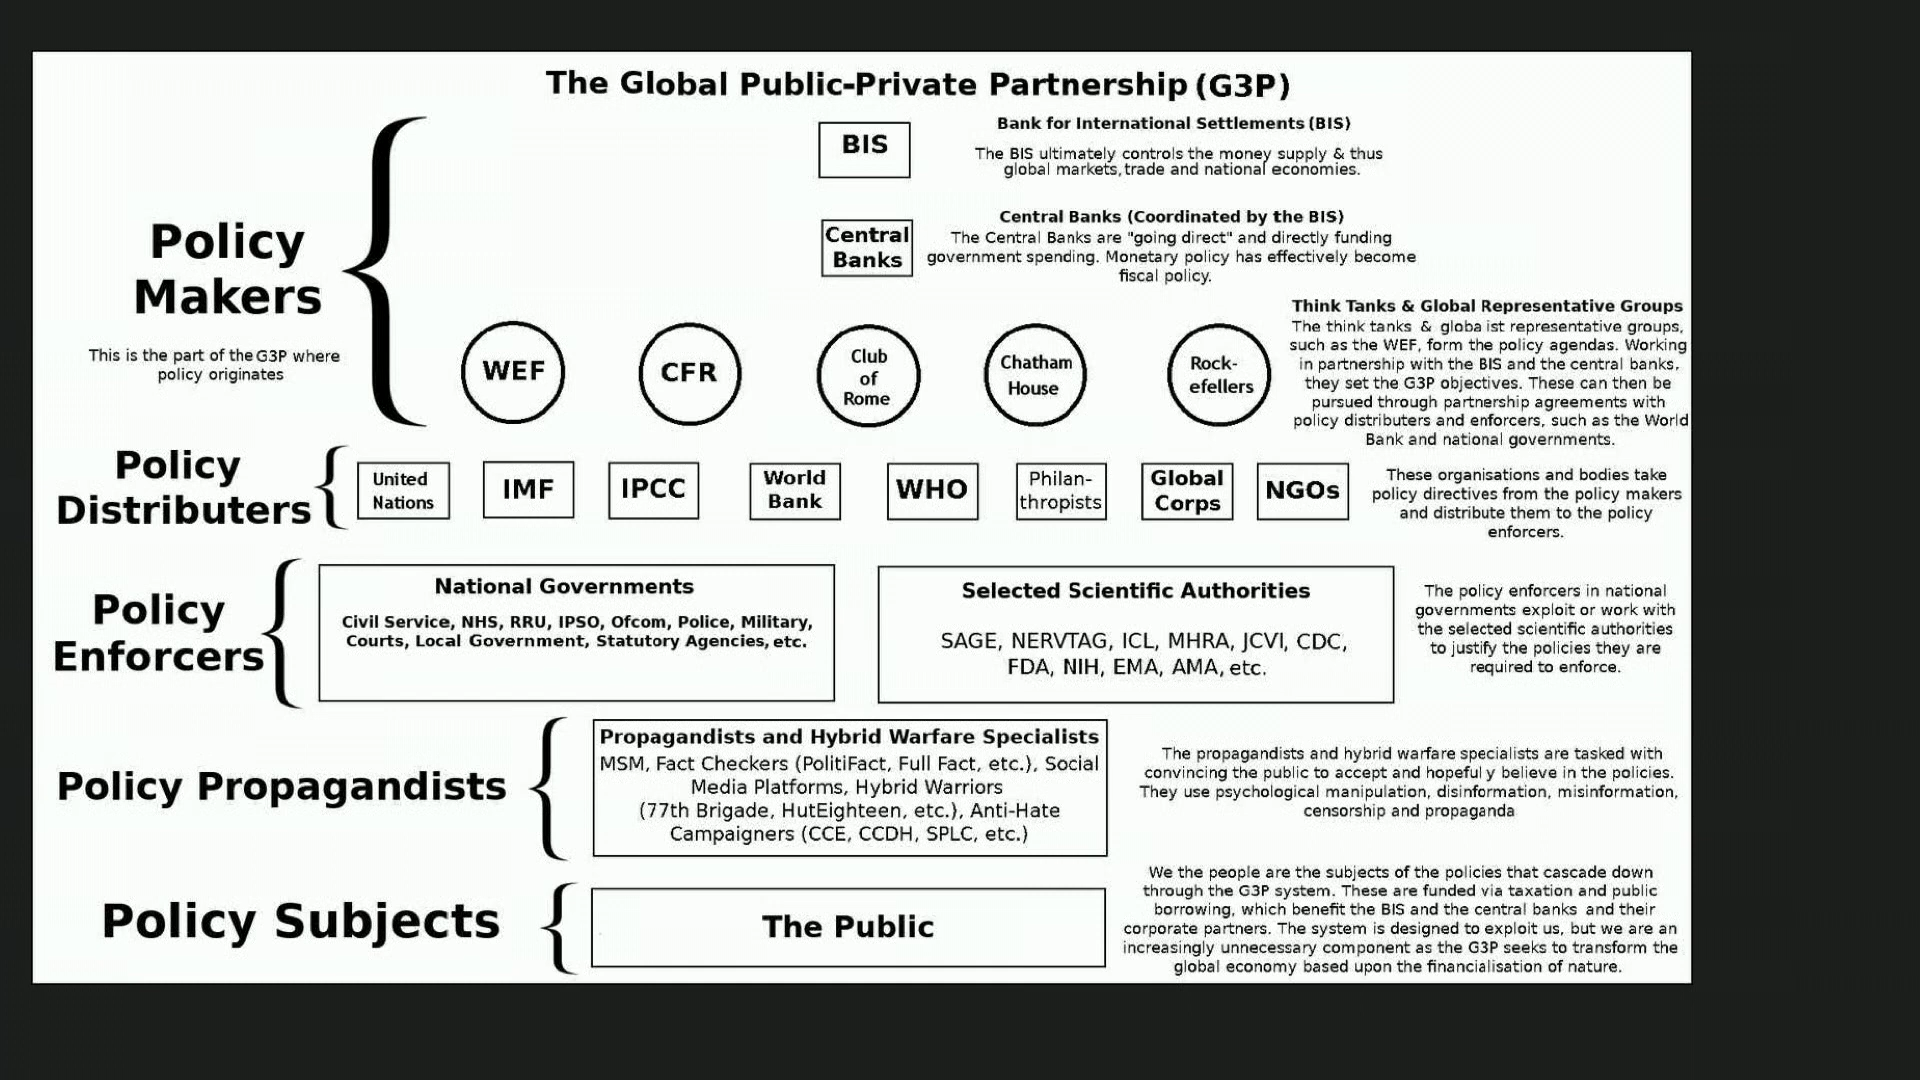 The Global Public-Private Partnership (G3P)
BIS
Bank for International Settlements (BIS)
The BIS ultimately controls the money supply & thus
global markets, trade and national economies.
Policy
Makers
This is the part of the G3P where
policy originates
Central
Banks
Central Banks (Coordinated by the BIS)
The Central Banks are "going direct" and directly funding
government spending. Monetary policy has effectively become
fiscal policy.
WEF
CFR
Club
of
Rome
Chatham
House
Rock-
efellers
Think Tanks & Global Representative Groups
The think tanks & globa ist representative groups,
such as the WEF, form the policy agendas. Working
in partnership with the BIS and the central banks,
they set the G3P objectives. These can then be
pursued through partnership agreements with
policy distributers and enforcers, such as the World
Bank and national governments.
Policy
Distributers
United
Nations
IMF
IPCC
World
Bank
WHO
Philan-
thropists
Global
Corps
NGOs
These organisations and bodies take
policy directives from the policy makers
and distribute them to the policy
enforcers.
Policy
Enforcers
National Governments
Civil Service, NHS, RRU, IPSO, Ofcom, Police, Military,
Courts, Local Government, Statutory Agencies, etc.
Selected Scientific Authorities
SAGE, NERVTAG, ICL, MHRA, JCVI, CDC,
FDA, NIH, EMA, AMA, etc.
The policy enforcers in national
governments exploit or work with
the selected scientific authorities
to justify the policies they are
required to enforce.
Policy Propagandists
Propagandists and Hybrid Warfare Specialists
MSM, Fact Checkers (PolitiFact, Full Fact, etc.), Social
Media Platforms, Hybrid Warriors
(77th Brigade, HutEighteen, etc.), Anti-Hate
Campaigners (CCE, CCDH, SPLC, etc.)
The propagandists and hybrid warfare specialists are tasked with
convincing the public to accept and hopeful y believe in the policies.
They use psychological manipulation, disinformation, misinformation,
censorship and propaganda
Policy Subjects
The Public
We the people are the subjects of the policies that cascade down
through the G3P system. These are funded via taxation and public
borrowing, which benefit the BIS and the central banks and their
corporate partners. The system is designed to exploit us, but we are an
increasingly unnecessary component as the G3P seeks to transform the
global economy based upon the financialisation of nature.